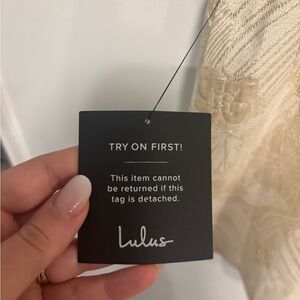 TRY ON FIRST!
This item cannot
be returned if this
tag is detached.
Lulus